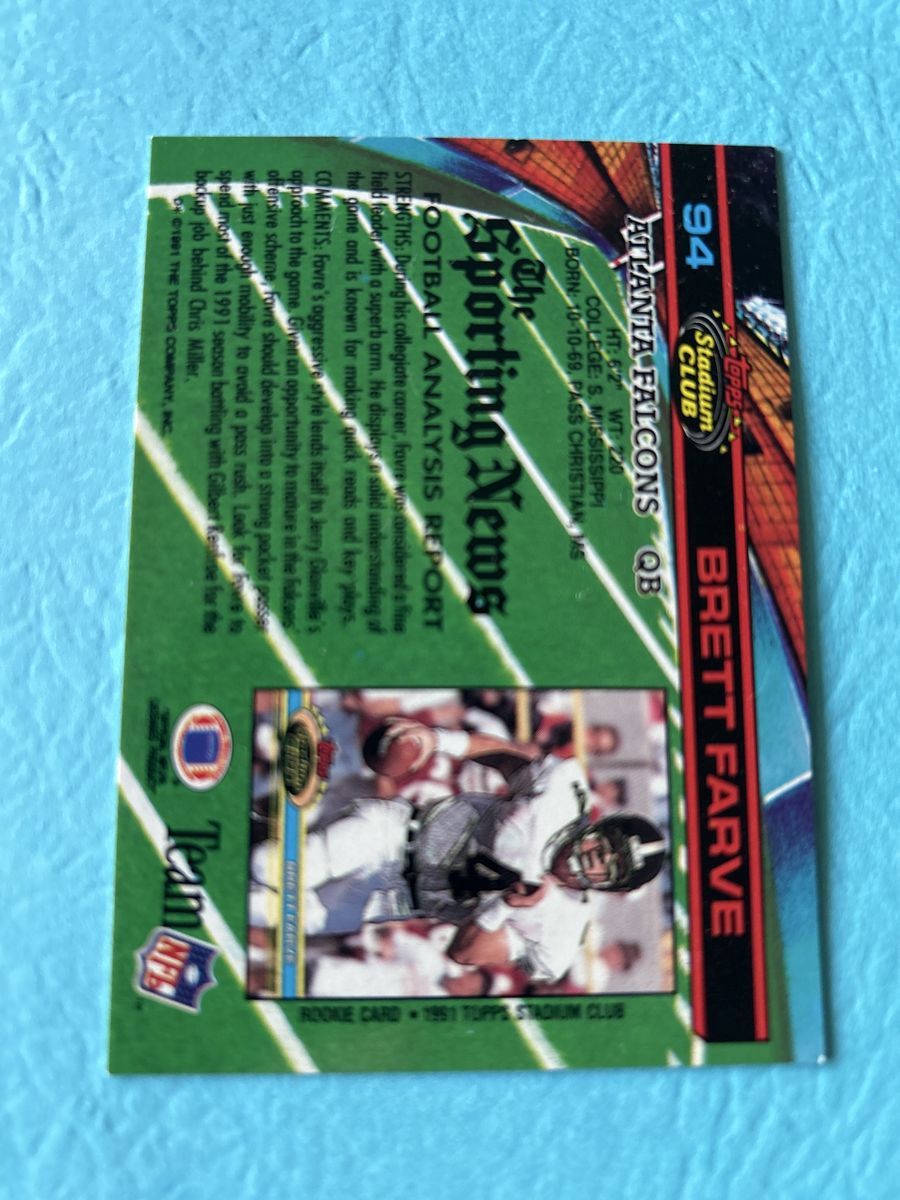 94
Topps
Stadium
CLUB
BRETT FARVE
ATLANTA FALCONS QB
HT: 6'2" WT: 220
COLLEGE: S. MISSISSIPPI
BORN: 10-10-69, PASS CHRISTIAN, MS
The
Sporting News
FOOTBALL ANALYSIS REPORT
STRENGTHS: During his collegiate career, Favre was considered a fine
field leader with a superb arm. He displays a solid understanding of
the game and is known for making quick reads and key plays.
COMMENTS: Favre's aggressive style lends itself to Jerry Glanville's
approach to the game. Given an opportunity to mature in the Falcons'
offensive scheme, Favre should develop into a strong pocket passer
with just enough mobility to avoid a pass rush. Look for Favre to
spend most of the 1991 season battling with Gilbert Renfroe for the
backup job behind Chris Miller.
©1991 THE TOPPS COMPANY, INC.
Topps
Stadium
CLUB
4
ROOKIE CARD • 1991 TOPPS STADIUM CLUB
Team
NFL